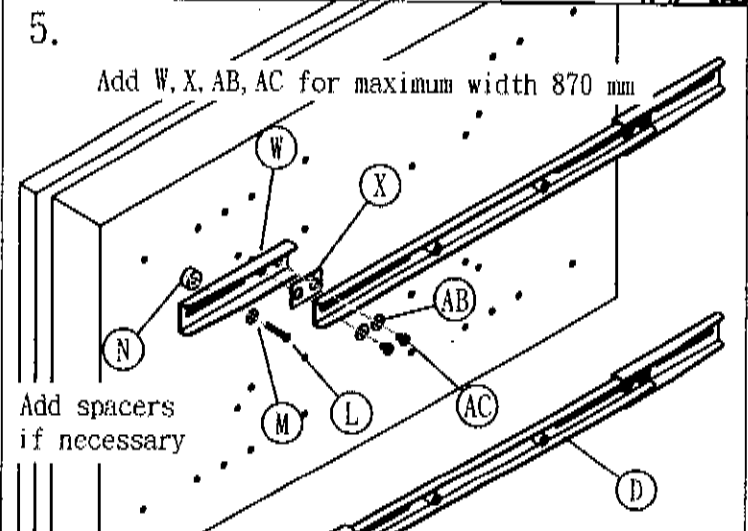 5.
Add W, X, AB, AC for maximum width 870 mm
W
X
AB
N
Add spacers
if necessary
M
L
AC
D